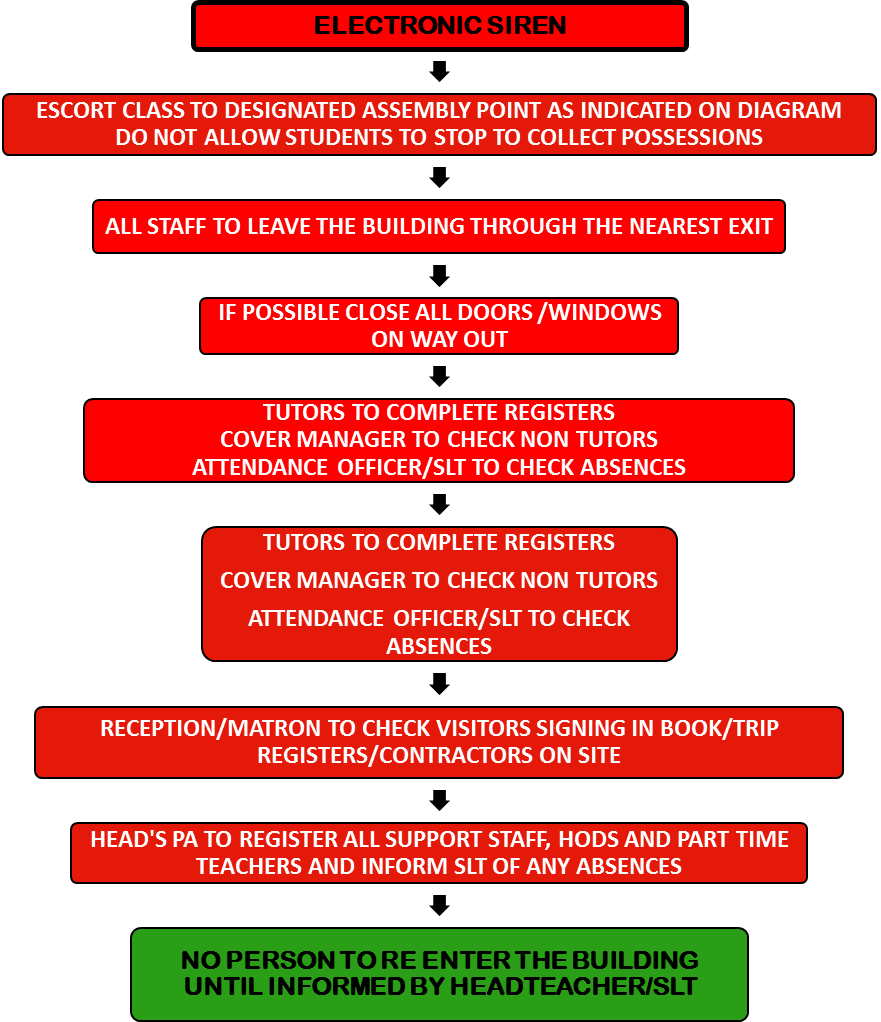 ELECTRONIC SIREN
ESCORT CLASS TO DESIGNATED ASSEMBLY POINT AS INDICATED ON DIAGRAM
DO NOT ALLOW STUDENTS TO STOP TO COLLECT POSSESSIONS
ALL STAFF TO LEAVE THE BUILDING THROUGH THE NEAREST EXIT
IF POSSIBLE CLOSE ALL DOORS /WINDOWS
ON WAY OUT
TUTORS TO COMPLETE REGISTERS
COVER MANAGER TO CHECK NON TUTORS
ATTENDANCE OFFICER/SLT TO CHECK ABSENCES
TUTORS TO COMPLETE REGISTERS
COVER MANAGER TO CHECK NON TUTORS
ATTENDANCE OFFICER/SLT TO CHECK
ABSENCES
RECEPTION/MATRON TO CHECK VISITORS SIGNING IN BOOK/TRIP
REGISTERS/CONTRACTORS ON SITE
HEAD'S PA TO REGISTER ALL SUPPORT STAFF, HODS AND PART TIME
TEACHERS AND INFORM SLT OF ANY ABSENCES
NO PERSON TO RE ENTER THE BUILDING
UNTIL INFORMED BY HEADTEACHER/SLT